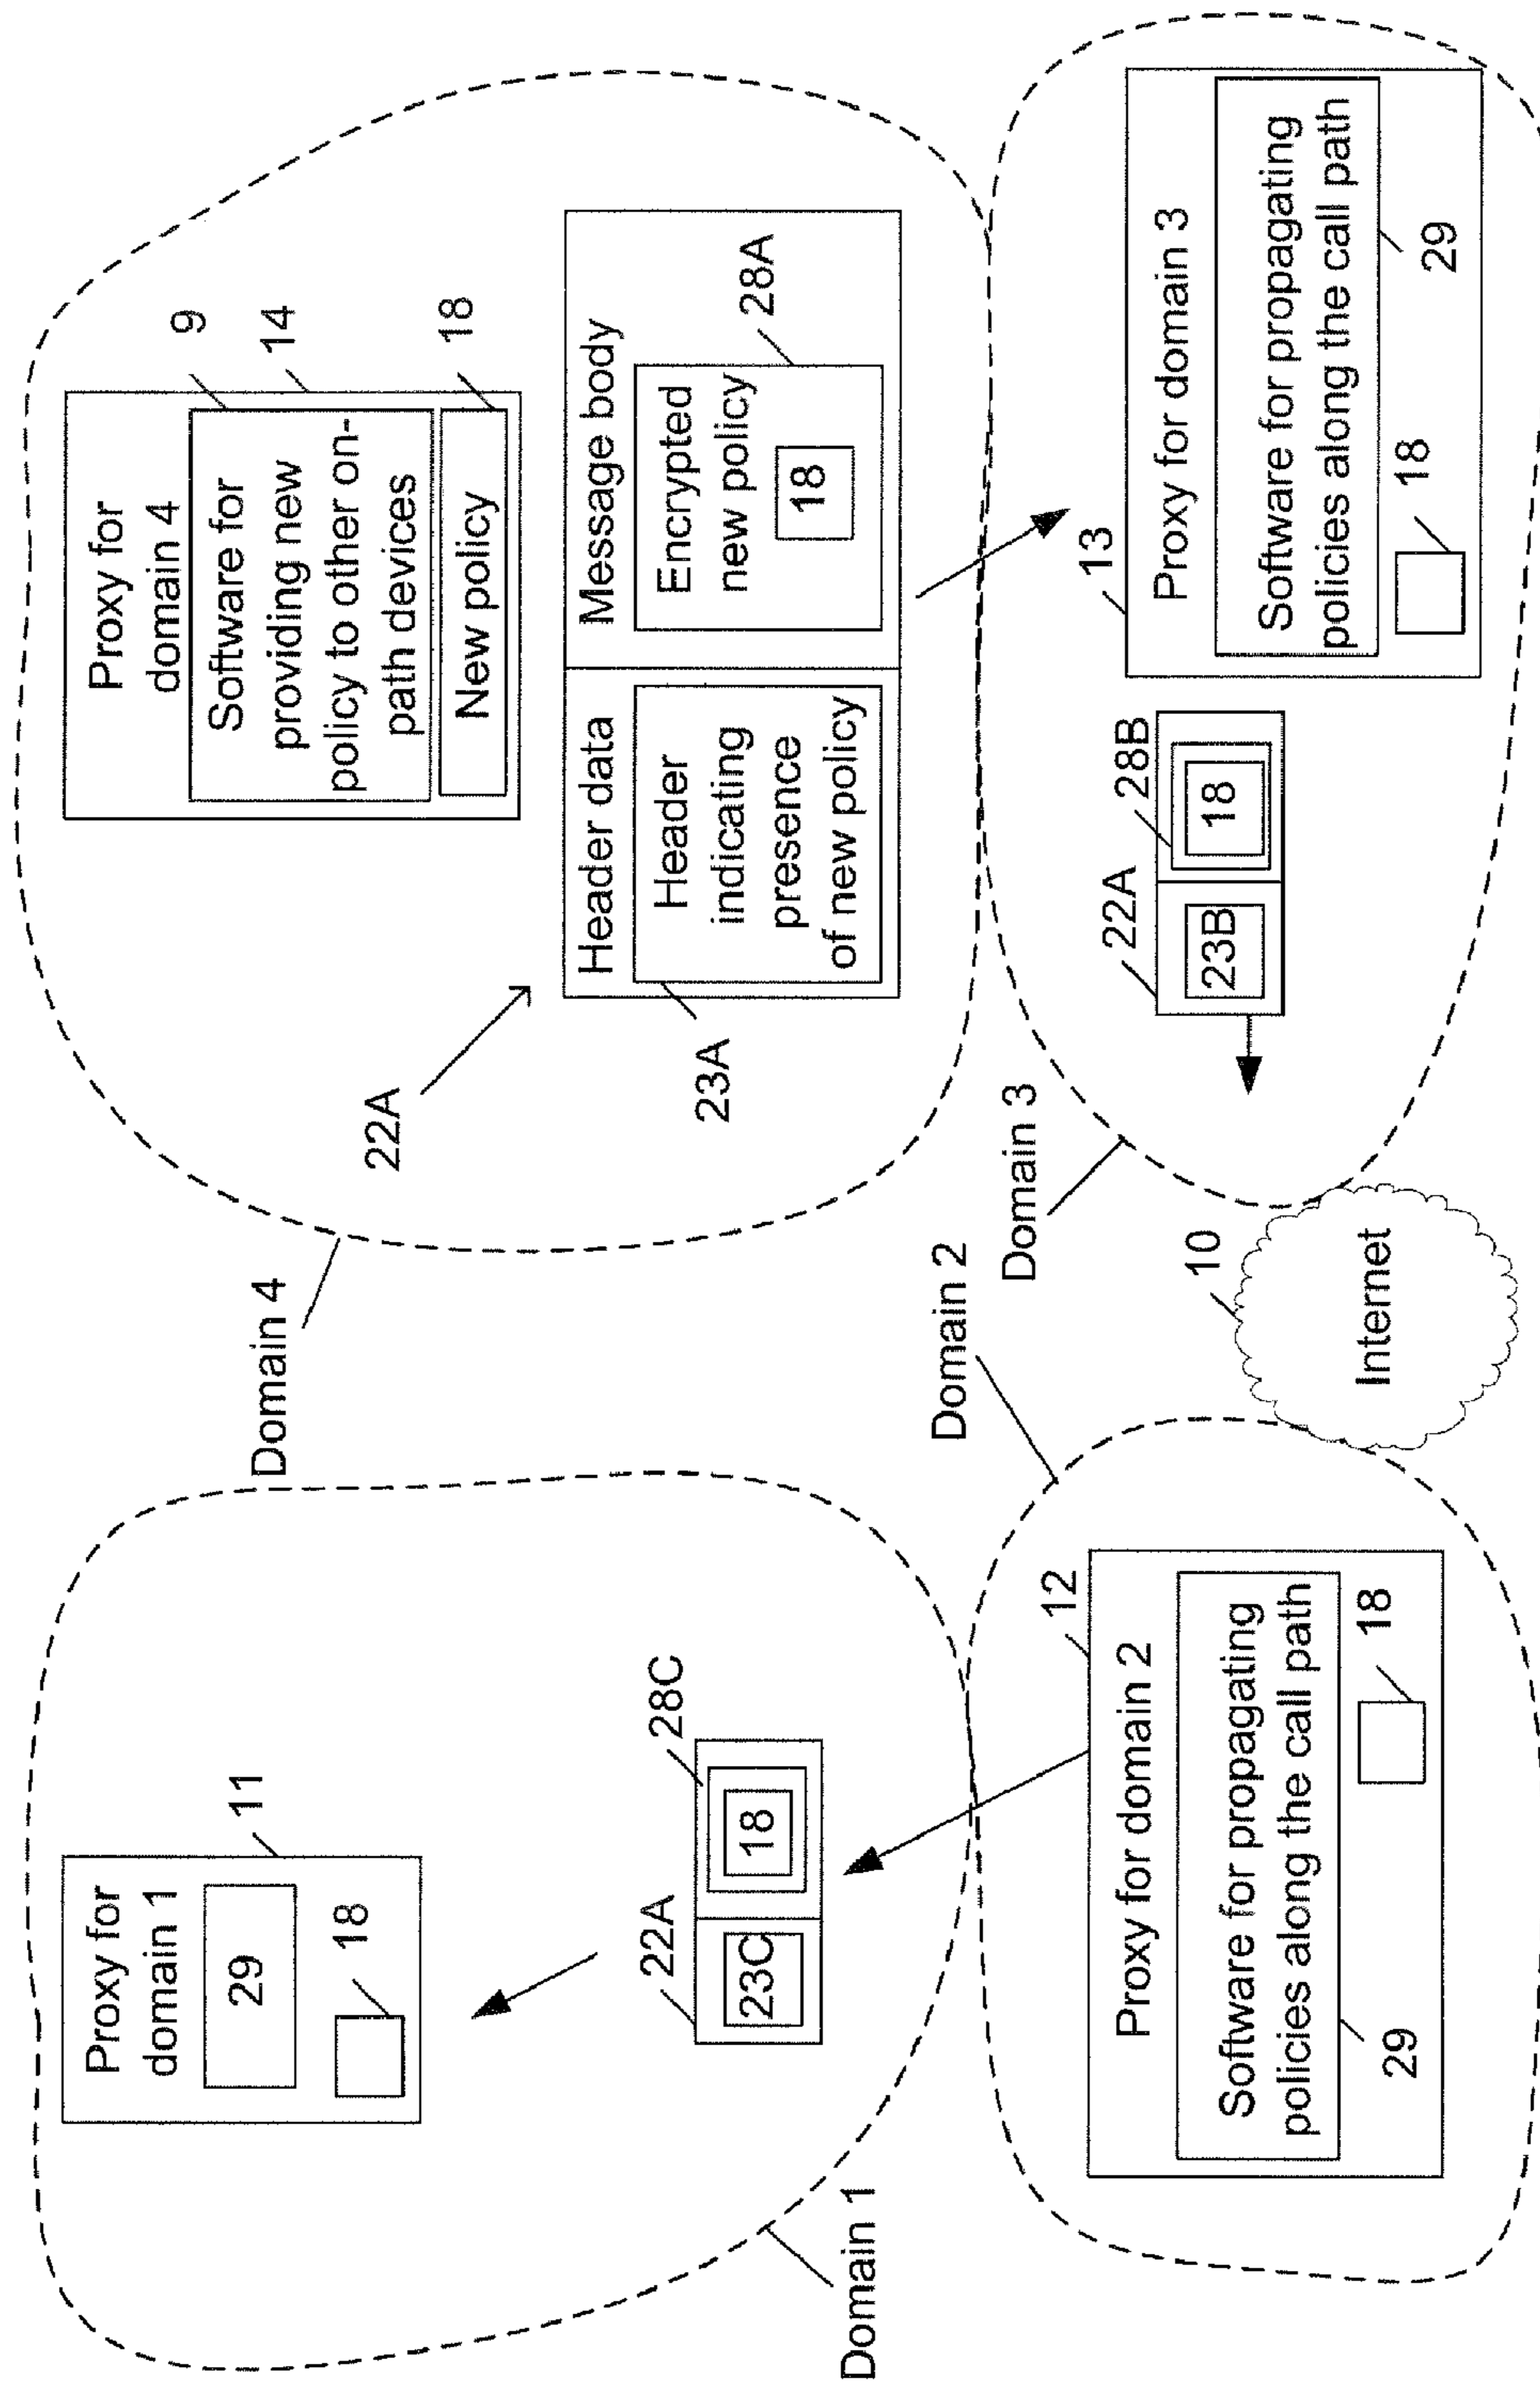 Proxy for
domain 1
29
18
11
22A
23C
18
28C
Domain 1
Domain 4
22A
Proxy for
domain 4
Software for
providing new
policy to other on-
path devices
New policy
9
14
18
Header data
Header
indicating
presence
of new policy
23A
Message body
Encrypted
new policy
18
28A
Domain 2
12
Proxy for domain 2
Software for propagating
policies along the call path
29
18
10
Internet
Domain 3
22A
23B
18
28B
13
Proxy for domain 3
Software for propagating
policies along the call path
18
29